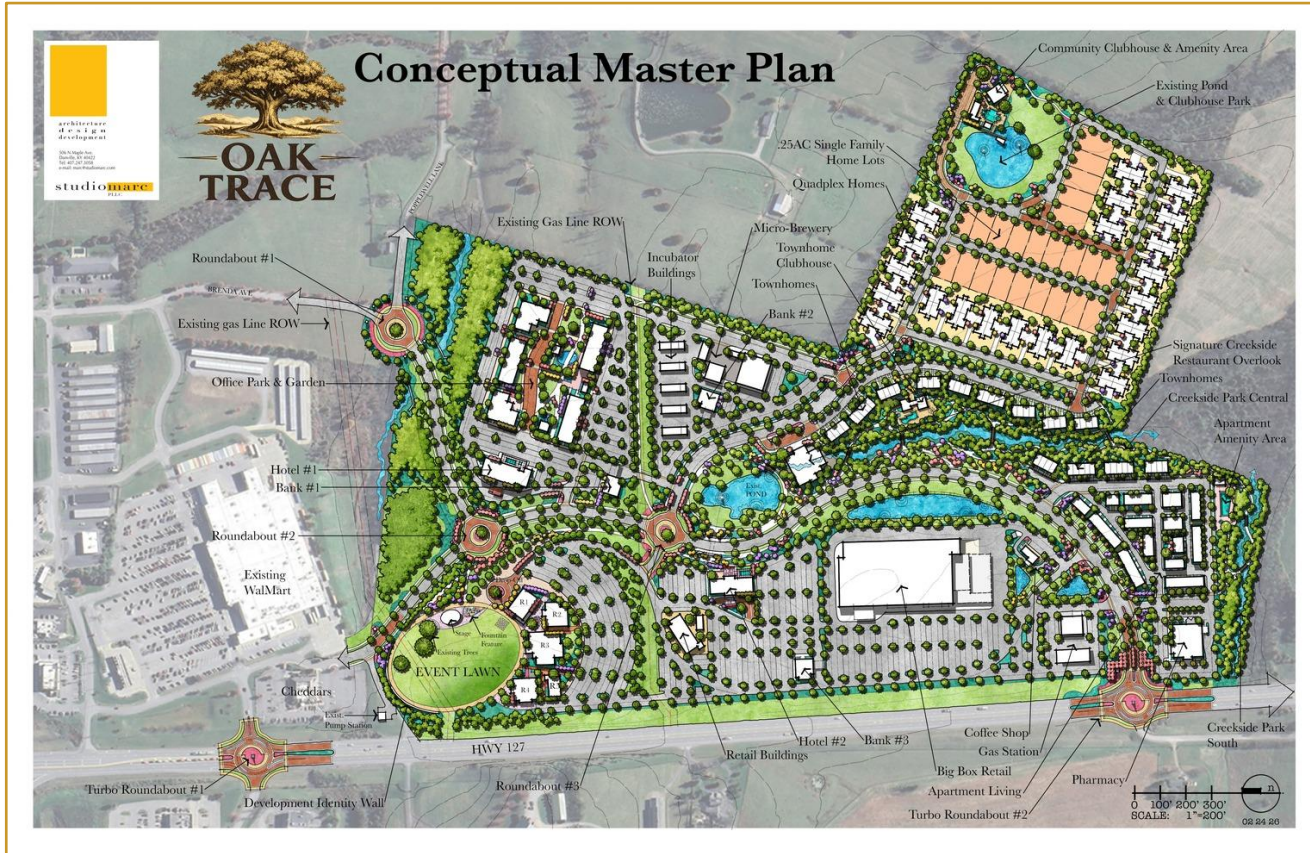 Conceptual Master Plan
architecture
design
development
studiomarc
PLLC
OAK
TRACE
POPPLEWELL LANE
Community Clubhouse & Amenity Area
Existing Pond
& Clubhouse Park
.25AC Single Family
Home Lots
Quadplex Homes
Existing Gas Line ROW
Micro-Brewery
Incubator
Buildings
Townhome
Clubhouse
Townhomes
Bank #2
Roundabout #1
BRENDA AVE
Existing gas Line ROW
Office Park & Garden
Signature Creekside
Restaurant Overlook
Townhomes
Creekside Park Central
Apartment
Amenity Area
Hotel #1
Bank #1
Exist.
POND
Roundabout #2
Existing
WalMart
Drop-Off
R1
R2
Stage
Fountain
Feature
R3
Existing Trees
EVENT LAWN
R4
Cheddars
Exist.
Pump Station
HWY 127
Retail Buildings
Hotel #2
Bank #3
Coffee Shop
Gas Station
Creekside Park
South
Big Box Retail
Pharmacy
Apartment Living
Turbo Roundabout #1
Development Identity Wall
Roundabout #3
Turbo Roundabout #2
n
0 100' 200' 300'
SCALE: 1"=200'
02 24 26